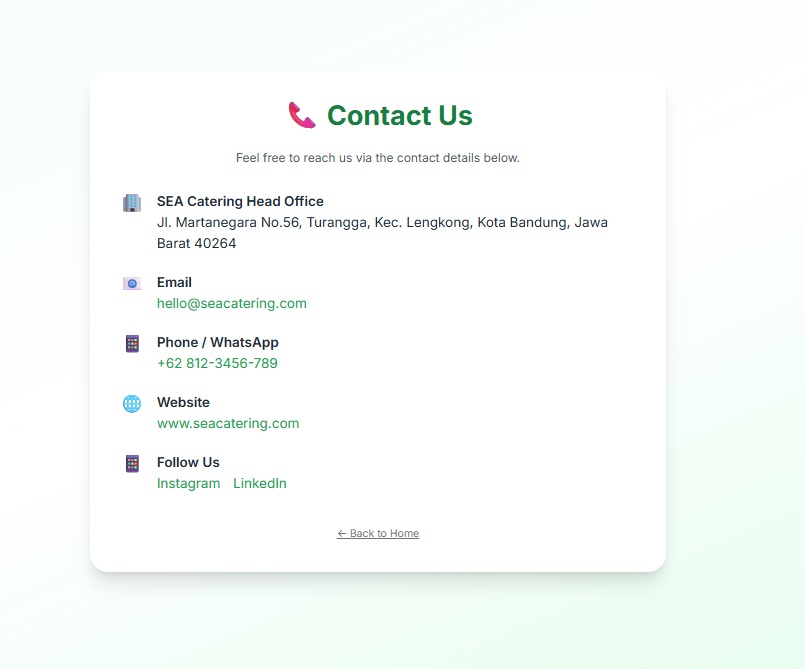 Contact Us
Feel free to reach us via the contact details below.
SEA Catering Head Office
Jl. Martanegara No.56, Turangga, Kec. Lengkong, Kota Bandung, Jawa
Barat 40264
Email
hello@seacatering.com
Phone / WhatsApp
+62 812-3456-789
Website
www.seacatering.com
Follow Us
Instagram LinkedIn
← Back to Home